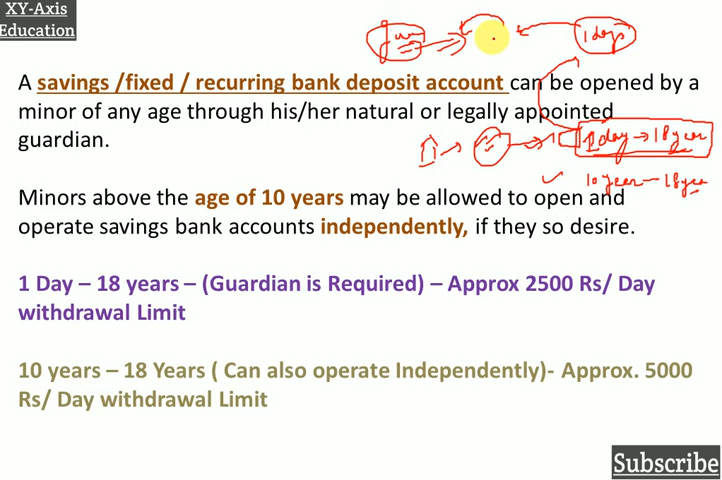 XY-Axis
Education
1 day
A savings /fixed / recurring bank deposit account can be opened by a
minor of any age through his/her natural or legally appointed
guardian.
1 day → 18 year
10 year – 18 year
Minors above the age of 10 years may be allowed to open and
operate savings bank accounts independently, if they so desire.
1 Day – 18 years – (Guardian is Required) – Approx 2500 Rs/ Day
withdrawal Limit
10 years – 18 Years ( Can also operate Independently)- Approx. 5000
Rs/ Day withdrawal Limit
Subscribe